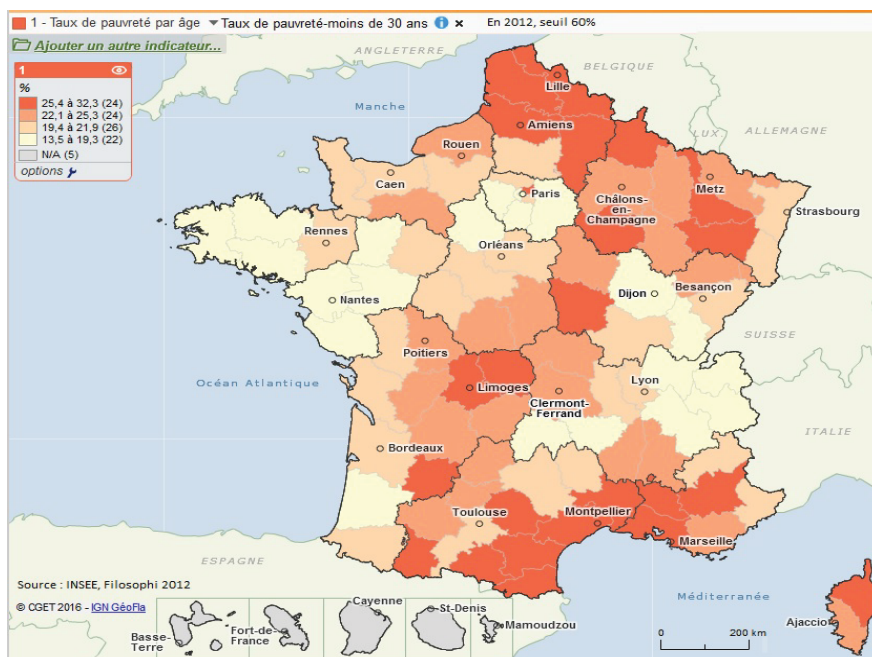 1 - Taux de pauvreté par âge Taux de pauvreté-moins de 30 ans En 2012, seuil 60%
Ajouter un autre indicateur...
1
%
25,4 à 32,3 (24)
22,1 à 25,3 (24)
19,4 à 21,9 (26)
13,5 à 19,3 (22)
N/A (5)
options
ANGLETERRE
BELGIQUE
Lille
Manche
Amiens
LUX.
ALLEMAGNE
Rouen
Caen
Metz
Paris
Châlons-
en-
Champagne
Strasbourg
Rennes
Orléans
Nantes
Dijon
Besançon
SUISSE
Poitiers
Océan Atlantique
Limoges
Clermont-
Ferrand
Lyon
ITALIE
Bordeaux
Toulouse
Montpellier
Marseille
ESPAGNE
Source : INSEE, Filosophi 2012
Méditerranée
© CGET 2016 - IGN GéoFla
Cayenne
St-Denis
Basse-
Terre
Fort-de-
France
Mamoudzou
Ajaccio
0 200 km